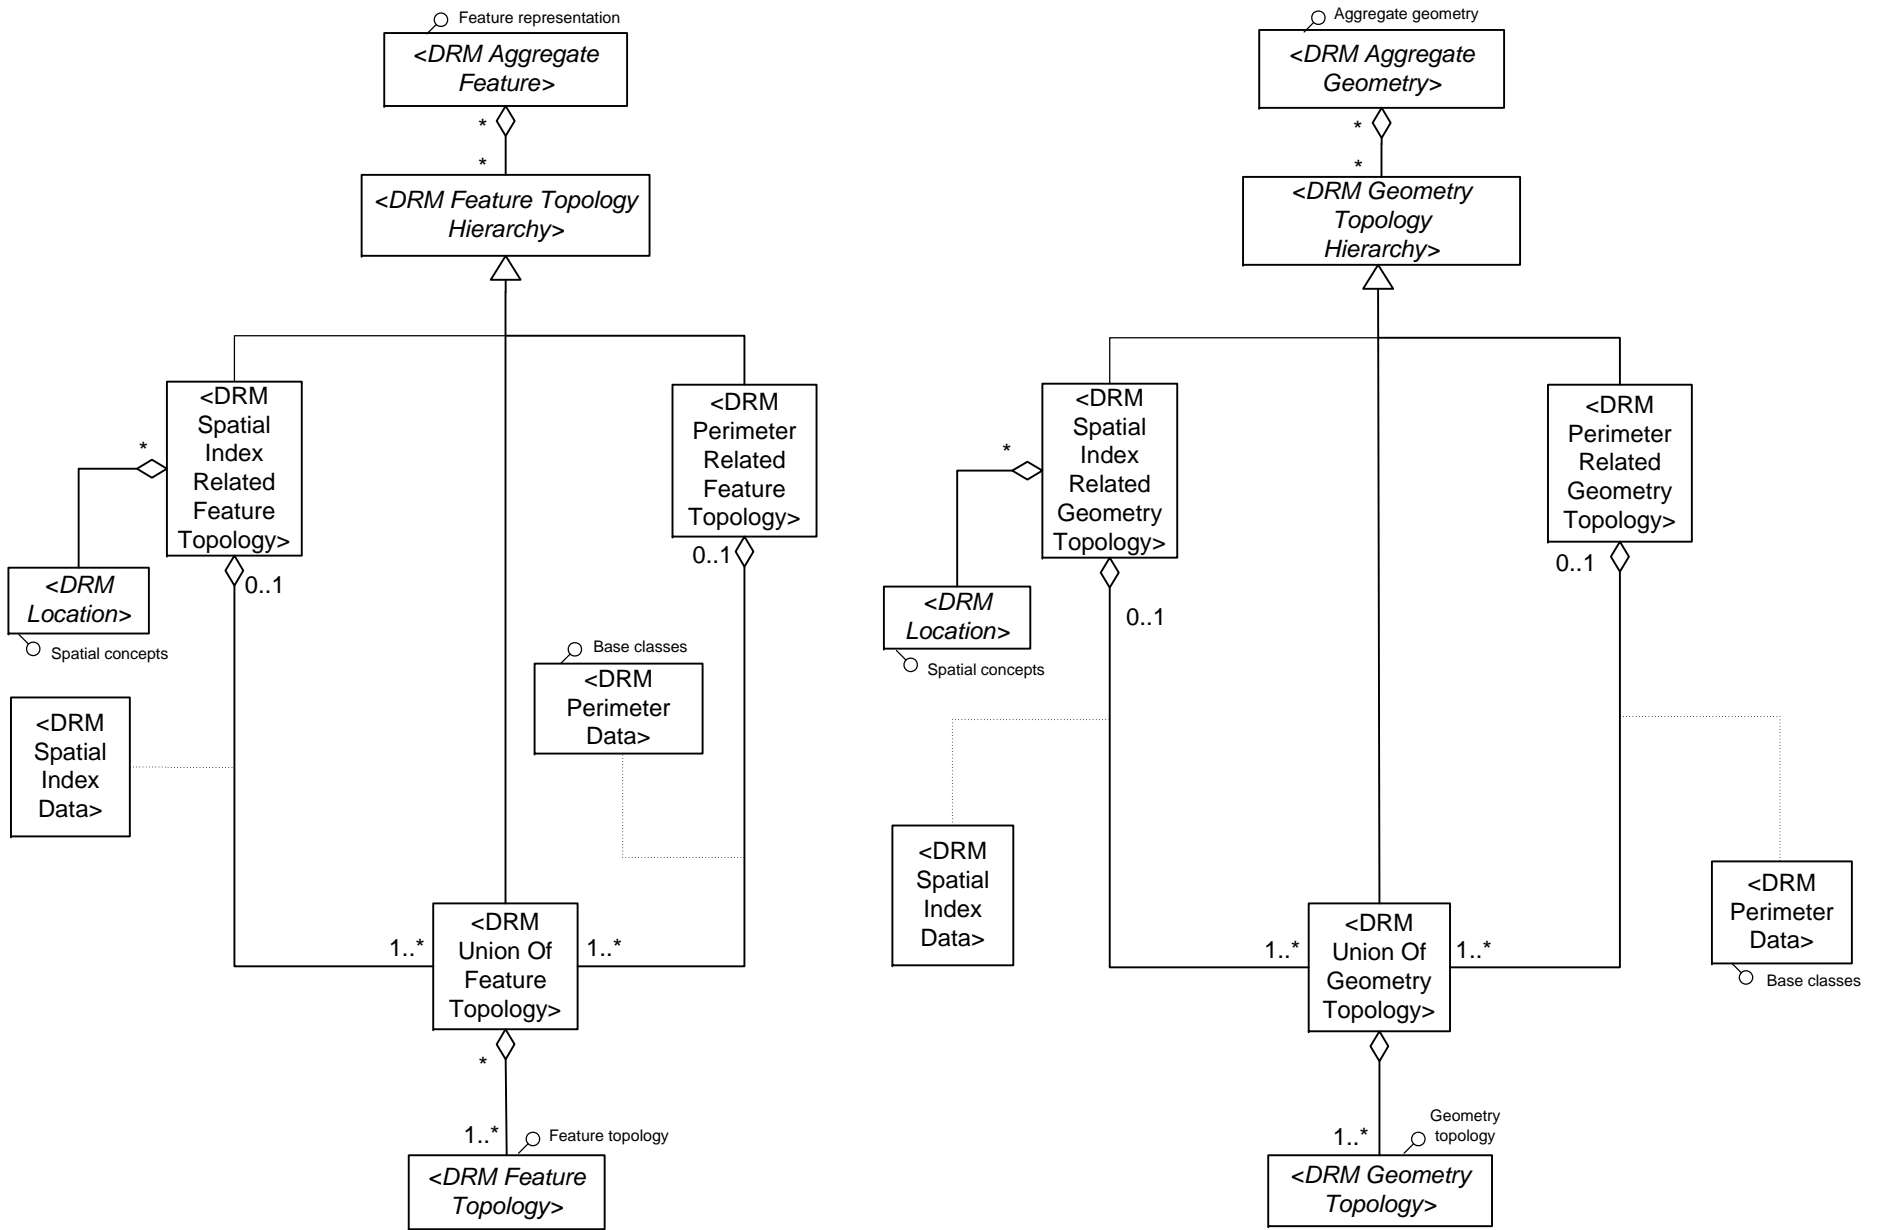 Feature representation
<DRM Aggregate
Feature>
*
*
<DRM Feature Topology
Hierarchy>
<DRM
Spatial
Index
Related
Feature
Topology>
*
0..1
<DRM
Perimeter
Related
Feature
Topology>
0..1
<DRM
Location>
Spatial concepts
Base classes
<DRM
Perimeter
Data>
<DRM
Spatial
Index
Data>
1..*
<DRM
Union Of
Feature
Topology>
1..*
*
1..*
Feature topology
<DRM Feature
Topology>
Aggregate geometry
<DRM Aggregate
Geometry>
*
*
<DRM Geometry
Topology
Hierarchy>
<DRM
Spatial
Index
Related
Geometry
Topology>
*
0..1
<DRM
Perimeter
Related
Geometry
Topology>
0..1
<DRM
Location>
Spatial concepts
<DRM
Spatial
Index
Data>
<DRM
Perimeter
Data>
Base classes
1..*
<DRM
Union Of
Geometry
Topology>
1..*
1..*
Geometry
topology
<DRM Geometry
Topology>